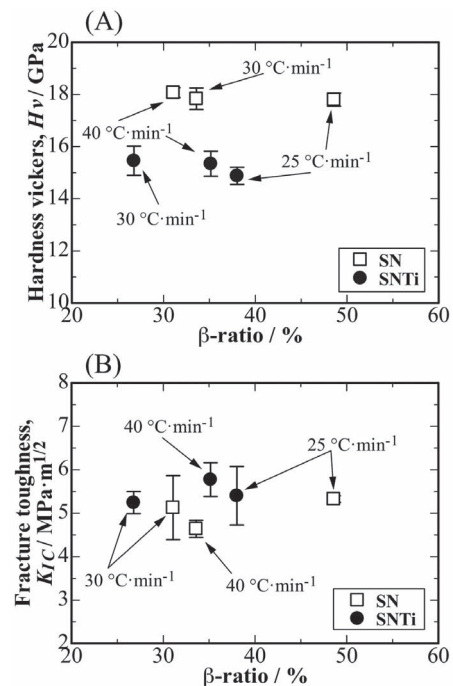 (A)
Hardness vickers, Hv / GPa
20
18
16
14
12
10
30 °C·min-1
40 °C·min-1
25 °C·min-1
30 °C·min-1
SN
SNTi
20 30 40 50 60
β-ratio / %
(B)
Fracture toughness,
KIC / MPa·m1/2
8
7
6
5
4
3
2
40 °C·min-1
25 °C·min-1
30 °C·min-1
40 °C·min-1
SN
SNTi
20 30 40 50 60
β-ratio / %